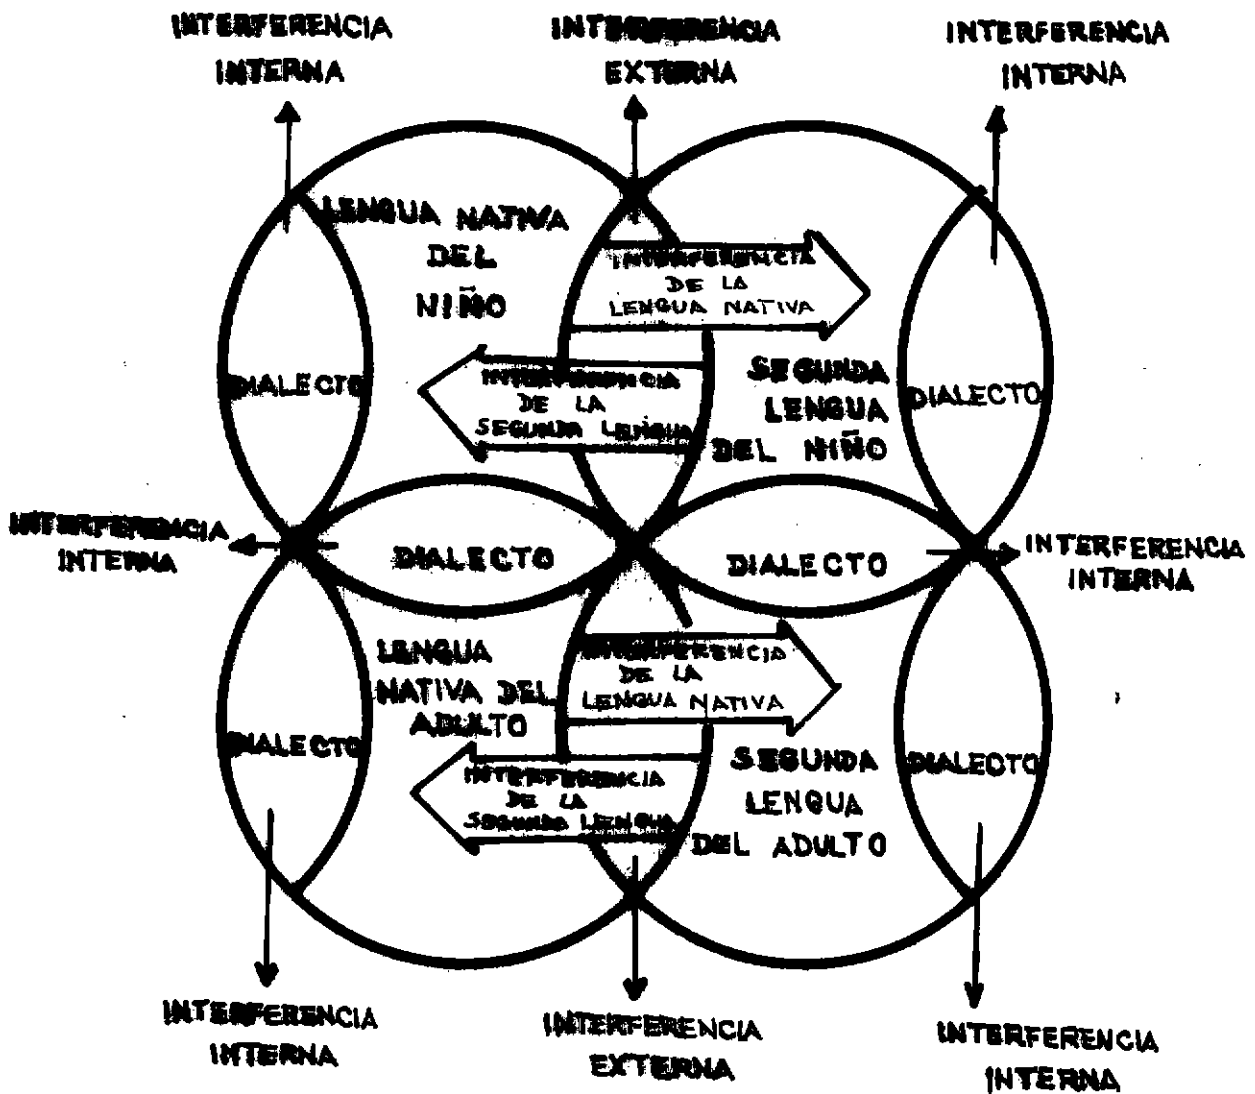 INTERFERENCIA
INTERNA
INTERFERENCIA
EXTERNA
INTERFERENCIA
INTERNA
LENGUA NATIVA
DEL
NIÑO
INTERFERENCIA
DE LA
LENGUA NATIVA
DIALECTO
INTERFERENCIA
DE LA
SEGUNDA LENGUA
SEGUNDA
LENGUA
DEL NIÑO
DIALECTO
INTERFERENCIA
INTERNA
DIALECTO
DIALECTO
INTERFERENCIA
INTERNA
LENGUA
NATIVA DEL
ADULTO
INTERFERENCIA
DE LA
LENGUA NATIVA
DIALECTO
INTERFERENCIA
DE LA
SEGUNDA LENGUA
SEGUNDA
LENGUA
DEL ADULTO
DIALECTO
INTERFERENCIA
INTERNA
INTERFERENCIA
EXTERNA
INTERFERENCIA
INTERNA